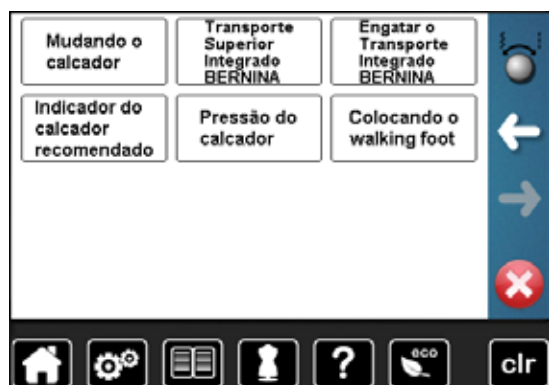 Mudando o
calcador
Transporte
Superior
Integrado
BERNINA
Engatar o
Transporte
Integrado
BERNINA
Indicador do
calcador
recomendado
Pressão do
calcador
Colocando o
walking foot
?
eco
clr